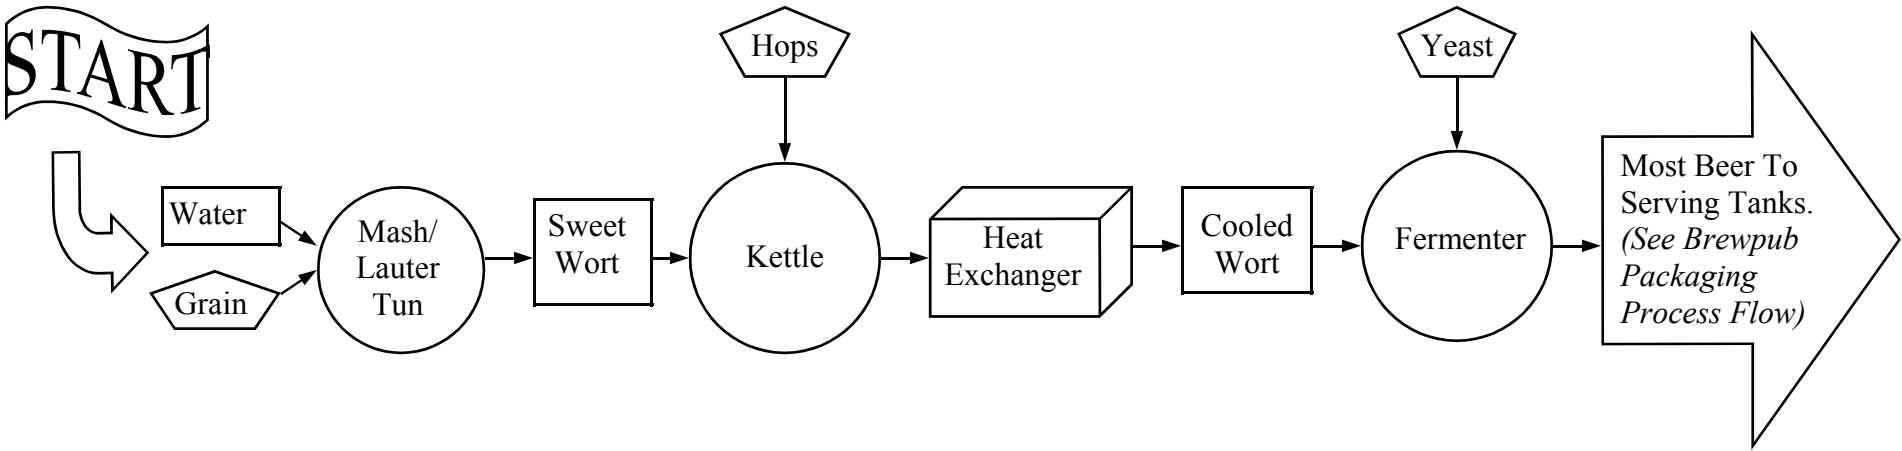 START
Water
Grain
Mash/
Lauter
Tun
Sweet
Wort
Hops
Kettle
Heat
Exchanger
Cooled
Wort
Yeast
Fermenter
Most Beer To
Serving Tanks.
(See Brewpub
Packaging
Process Flow)